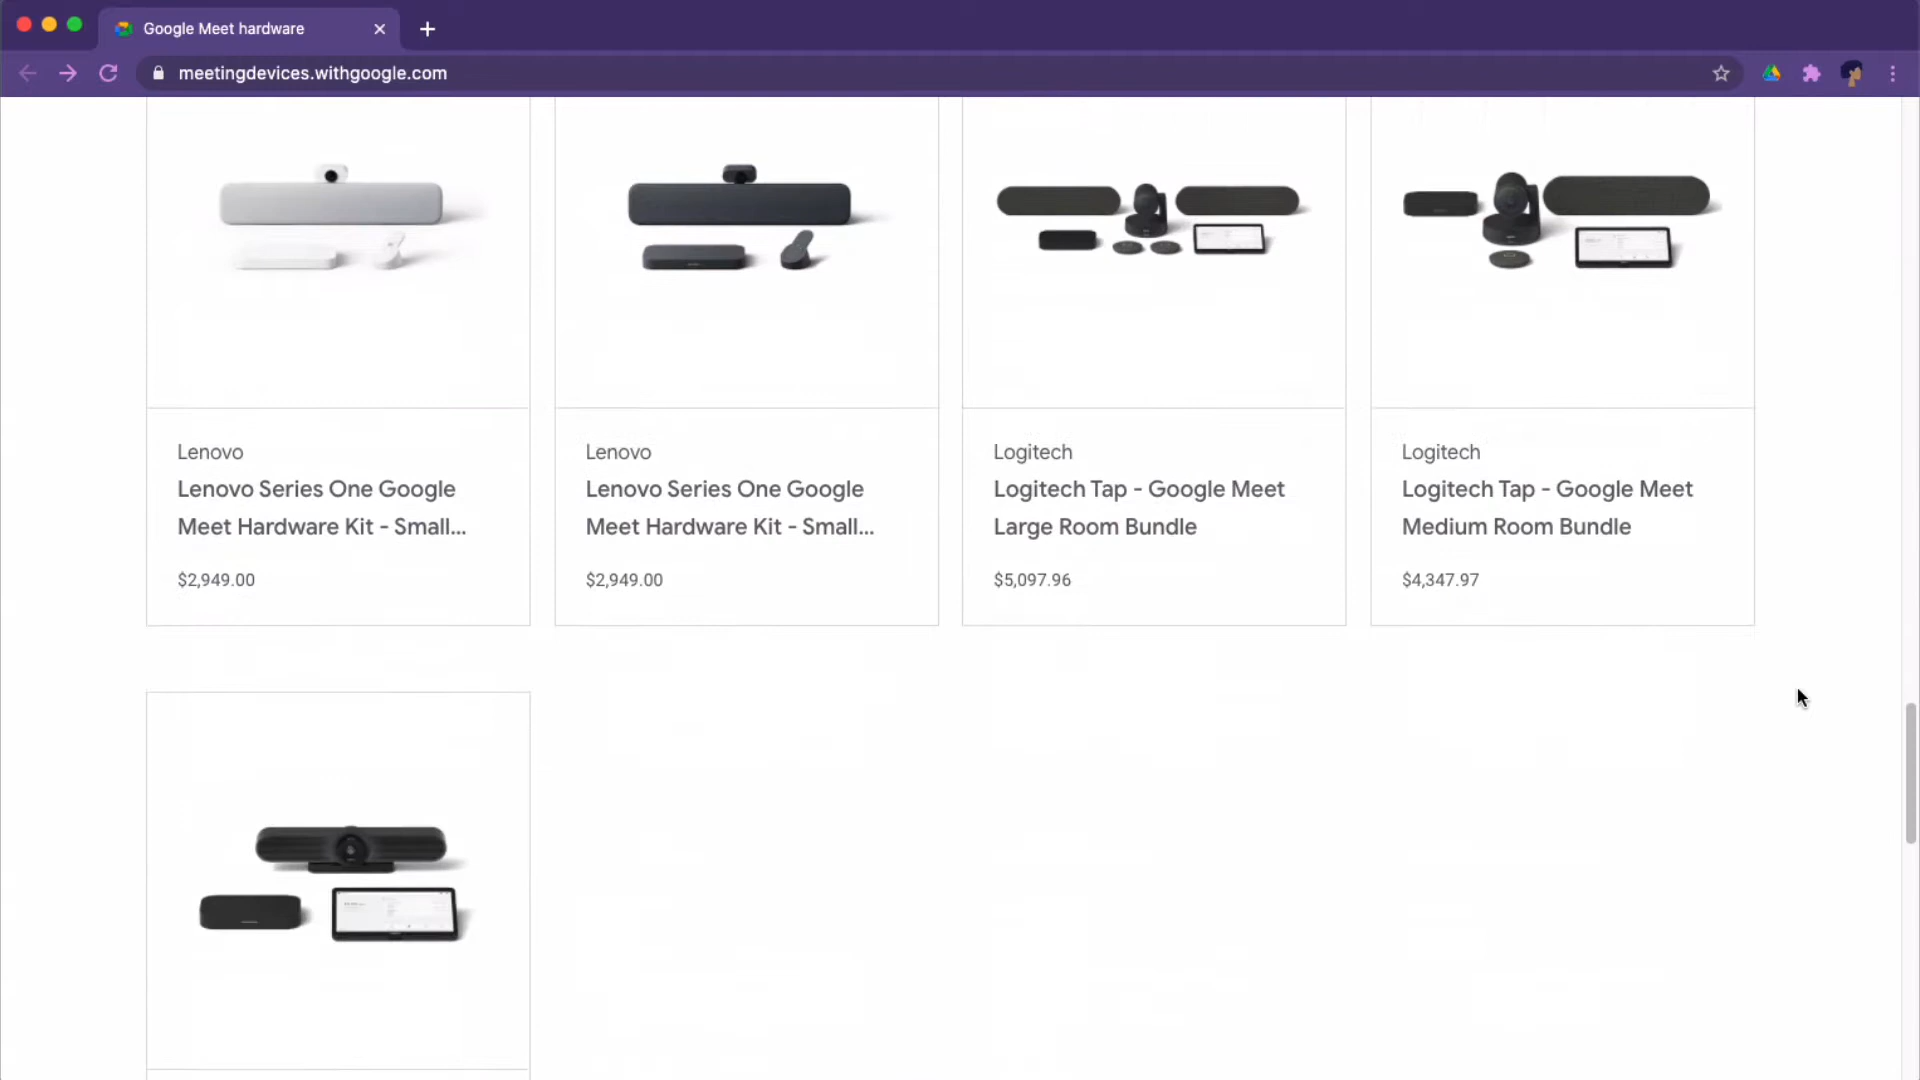 Google Meet hardware
meetingdevices.withgoogle.com
Lenovo
Lenovo Series One Google
Meet Hardware Kit - Small...
$2,949.00
Lenovo
Lenovo Series One Google
Meet Hardware Kit - Small...
$2,949.00
Logitech
Logitech Tap - Google Meet
Large Room Bundle
$5,097.96
Logitech
Logitech Tap - Google Meet
Medium Room Bundle
$4,347.97